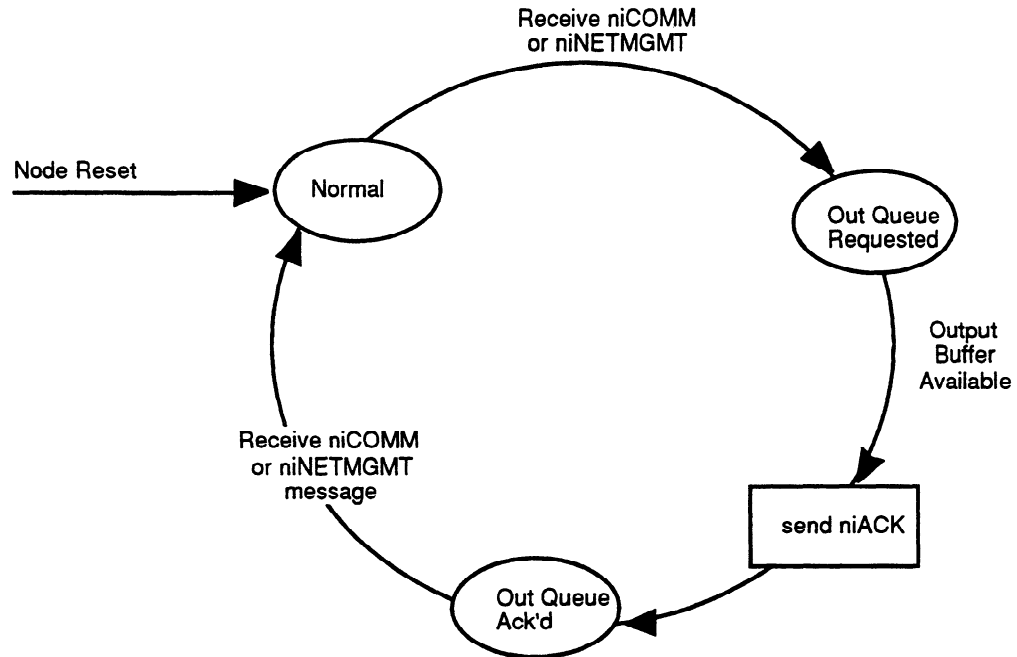 Receive niCOMM
or niNETMGMT
Node Reset
Normal
Out Queue
Requested
Output
Buffer
Available
Receive niCOMM
or niNETMGMT
message
send niACK
Out Queue
Ack'd